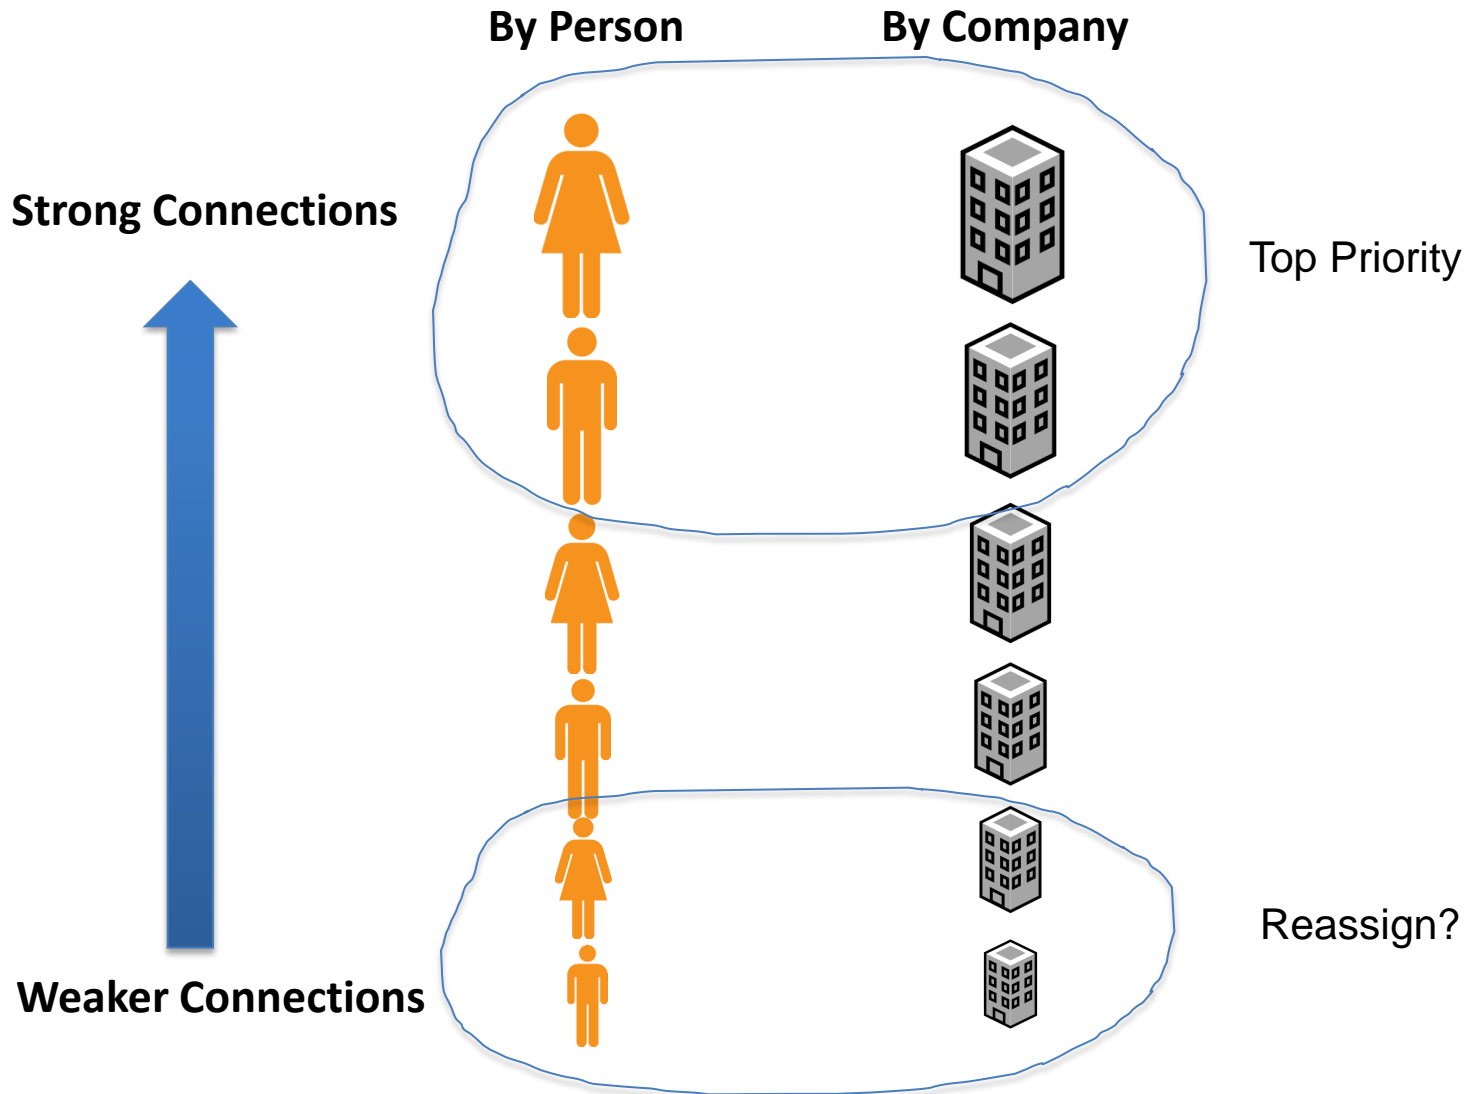 By Person
By Company
Strong Connections
Top Priority
Reassign?
Weaker Connections